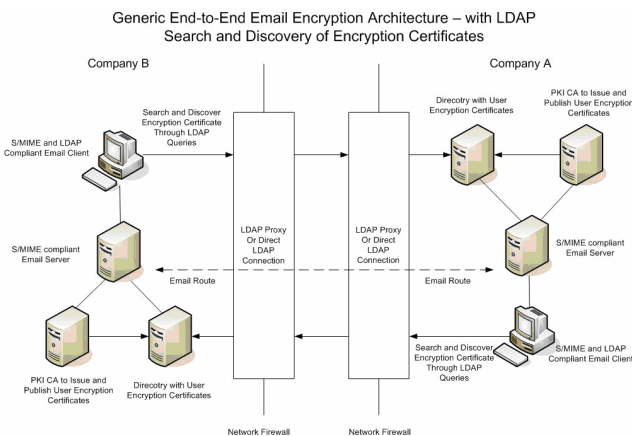 Generic End-to-End Email Encryption Architecture – with LDAP
Search and Discovery of Encryption Certificates
Company B
Company A
Search and Discover
Encryption Certificate
Through LDAP
Queries
S/MIME and LDAP
Compliant Email Client
Direcotry with User
Encryption Certificates
PKI CA to Issue and
Publish User Encryption
Certificates
S/MIME compliant
Email Server
LDAP Proxy
Or Direct
LDAP
Connection
LDAP Proxy
Or Direct
LDAP
Connection
S/MIME compliant
Email Server
Email Route
Email Route
PKI CA to Issue and
Publish User Encryption
Certificates
Direcotry with User
Encryption Certificates
Search and Discover
Encryption Certificate
Through LDAP
Queries
S/MIME and LDAP
Compliant Email Client
Network Firewall
Network Firewall